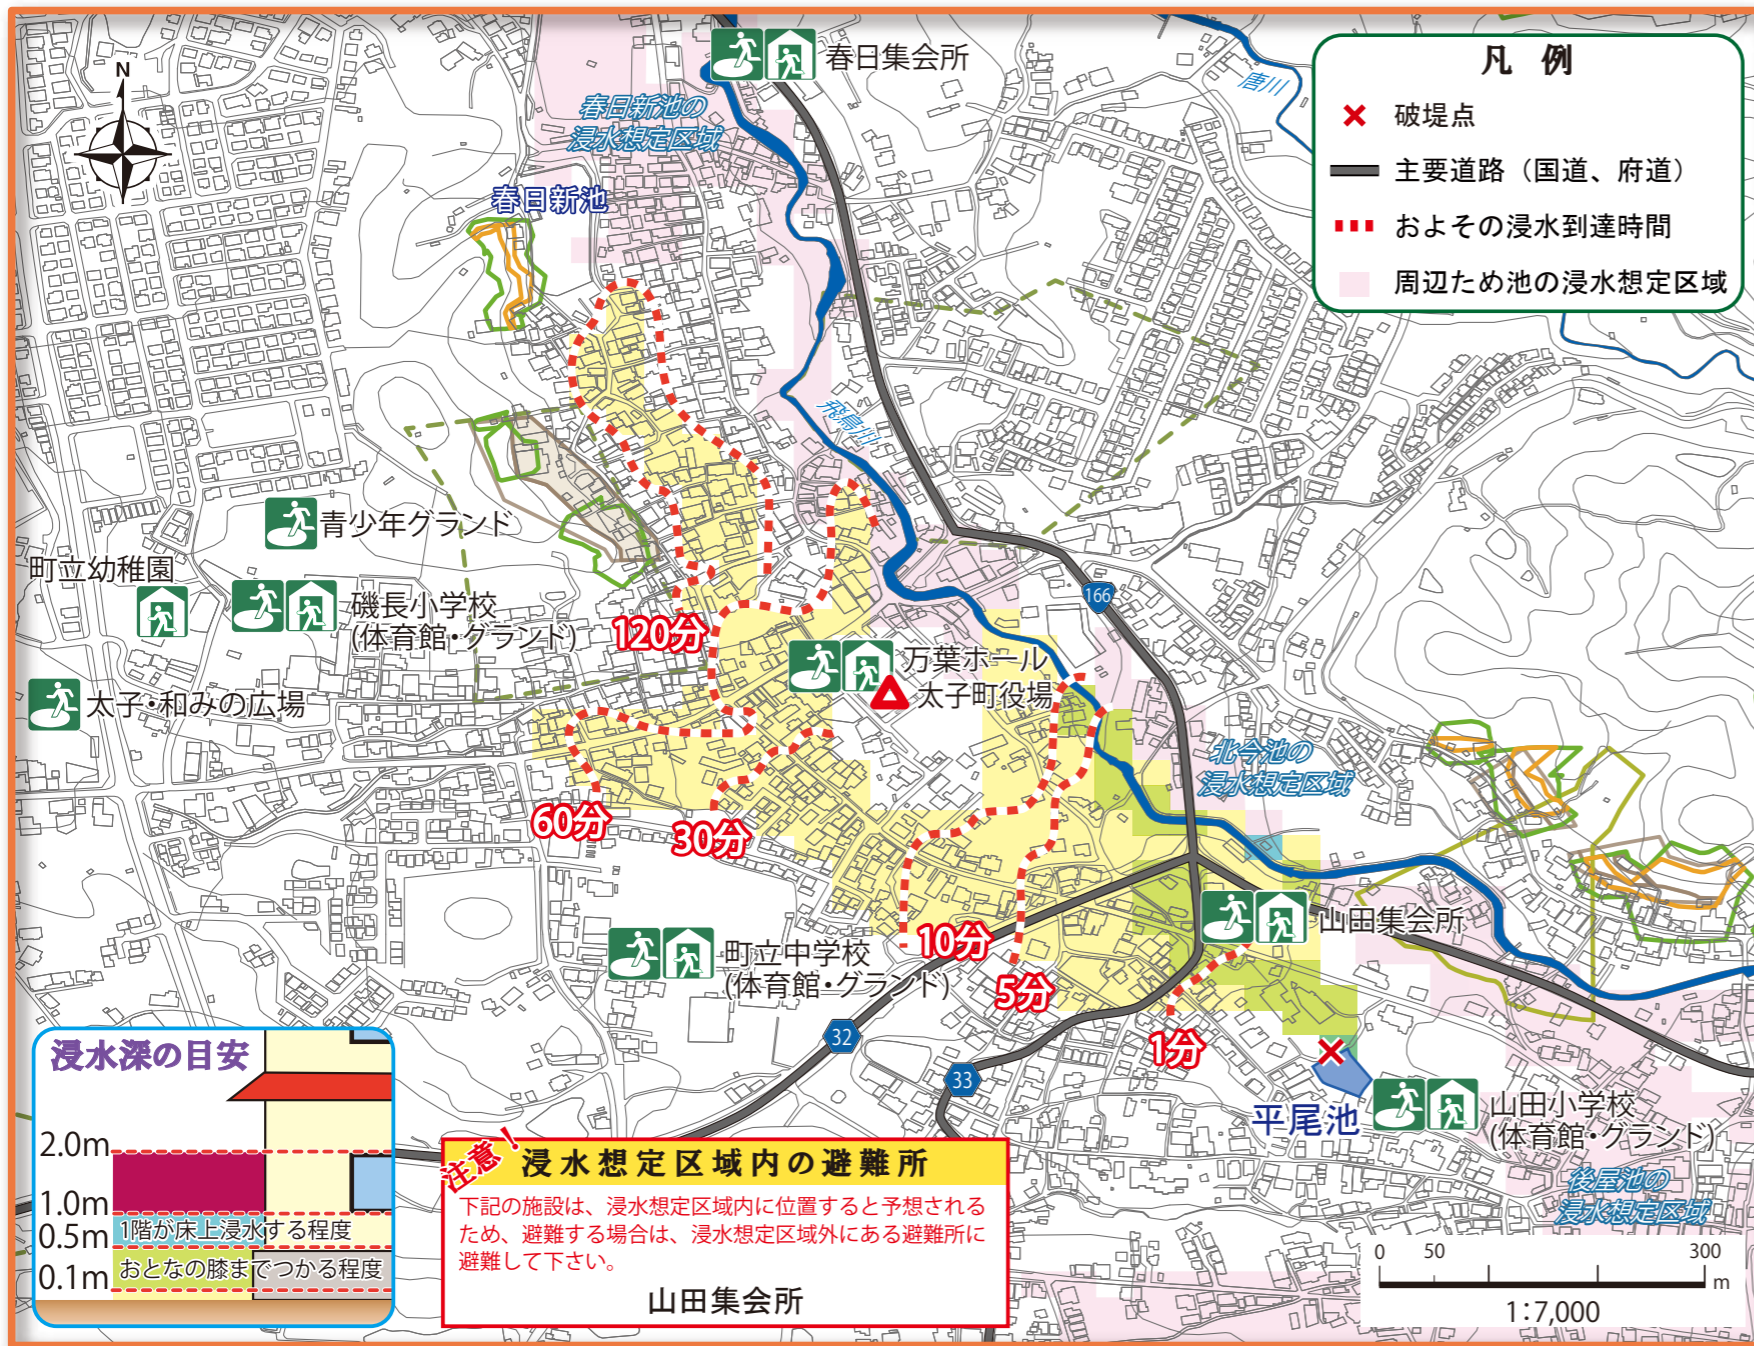 N
春日集会所
春日新池の
浸水想定区域
春日新池
唐川
凡 例
破堤点
主要道路（国道、府道）
およその浸水到達時間
周辺ため池の浸水想定区域
飛鳥川
青少年グランド
町立幼稚園
磯長小学校
(体育館・グランド)
太子・和みの広場
120分
166
万葉ホール
太子町役場
北今池の
浸水想定区域
60分
30分
10分
5分
1分
山田集会所
町立中学校
(体育館・グランド)
32
33
平尾池
山田小学校
(体育館・グランド)
後屋池の
浸水想定区域
浸水深の目安
2.0m
1.0m
0.5m
0.1m
1階が床上浸水する程度
おとなの膝までつかる程度
注意！
浸水想定区域内の避難所
下記の施設は、浸水想定区域内に位置すると予想される
ため、避難する場合は、浸水想定区域外にある避難所に
避難して下さい。
山田集会所
0 50 300
m
1:7,000